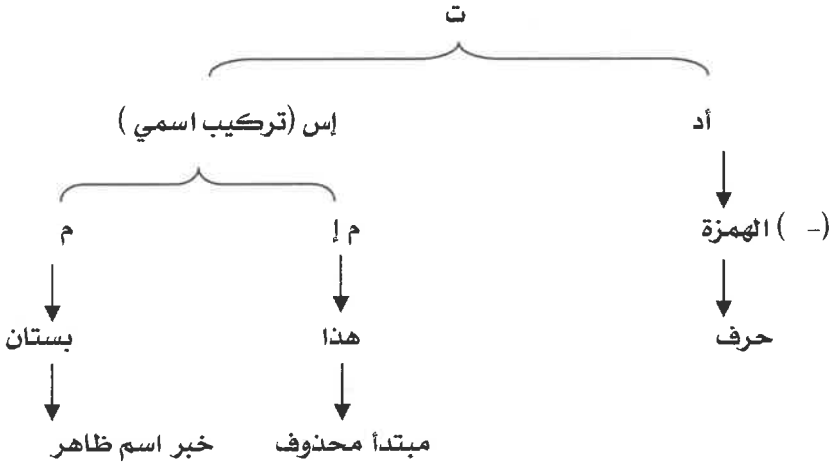 ت
أد إس (تركيب اسمي )
(- ) الهمزة م إ م
حرف هذا بستان
مبتدأ محذوف خبر اسم ظاهر